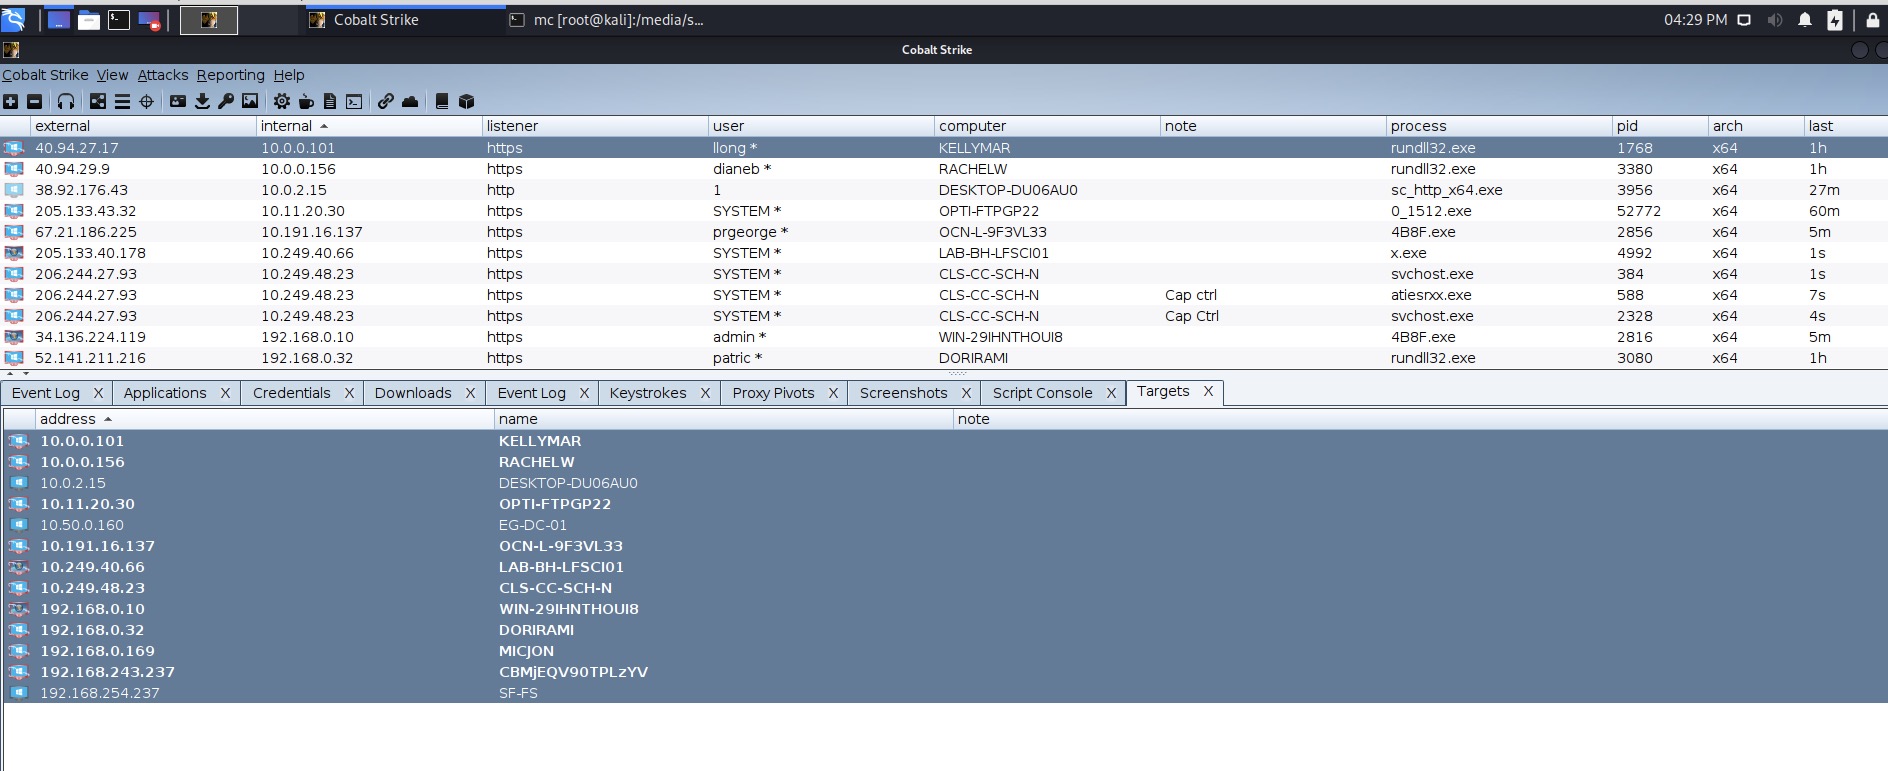 Cobalt Strike mc [root@kali]:/media/s... 04:29 PM
Cobalt Strike
Cobalt Strike View Attacks Reporting Help
external internal listener user computer note process pid arch last
40.94.27.17 10.0.0.101 https llong * KELLYMAR rundll32.exe 1768 x64 1h
40.94.29.9 10.0.0.156 https dianeb * RACHELW rundll32.exe 3380 x64 1h
38.92.176.43 10.0.2.15 http 1 DESKTOP-DU06AU0 sc_http_x64.exe 3956 x64 27m
205.133.43.32 10.11.20.30 https SYSTEM * OPTI-FTPGP22 0_1512.exe 52772 x64 60m
67.21.186.225 10.191.16.137 https prgeorge * OCN-L-9F3VL33 4B8F.exe 2856 x64 5m
205.133.40.178 10.249.40.66 https SYSTEM * LAB-BH-LFSCI01 x.exe 4992 x64 1s
206.244.27.93 10.249.48.23 https SYSTEM * CLS-CC-SCH-N svchost.exe 384 x64 1s
206.244.27.93 10.249.48.23 https SYSTEM * CLS-CC-SCH-N Cap ctrl atiesrxx.exe 588 x64 7s
206.244.27.93 10.249.48.23 https SYSTEM * CLS-CC-SCH-N Cap Ctrl svchost.exe 2328 x64 4s
34.136.224.119 192.168.0.10 https admin * WIN-29IHNTHOUI8 4B8F.exe 2816 x64 5m
52.141.211.216 192.168.0.32 https patric * DORIRAMI rundll32.exe 3080 x64 1h
Event Log X Applications X Credentials X Downloads X Event Log X Keystrokes X Proxy Pivots X Screenshots X Script Console X Targets X
address name note
10.0.0.101 KELLYMAR
10.0.0.156 RACHELW
10.0.2.15 DESKTOP-DU06AU0
10.11.20.30 OPTI-FTPGP22
10.50.0.160 EG-DC-01
10.191.16.137 OCN-L-9F3VL33
10.249.40.66 LAB-BH-LFSCI01
10.249.48.23 CLS-CC-SCH-N
192.168.0.10 WIN-29IHNTHOUI8
192.168.0.32 DORIRAMI
192.168.0.169 MICJON
192.168.243.237 CBMjEQV90TPLzYV
192.168.254.237 SF-FS